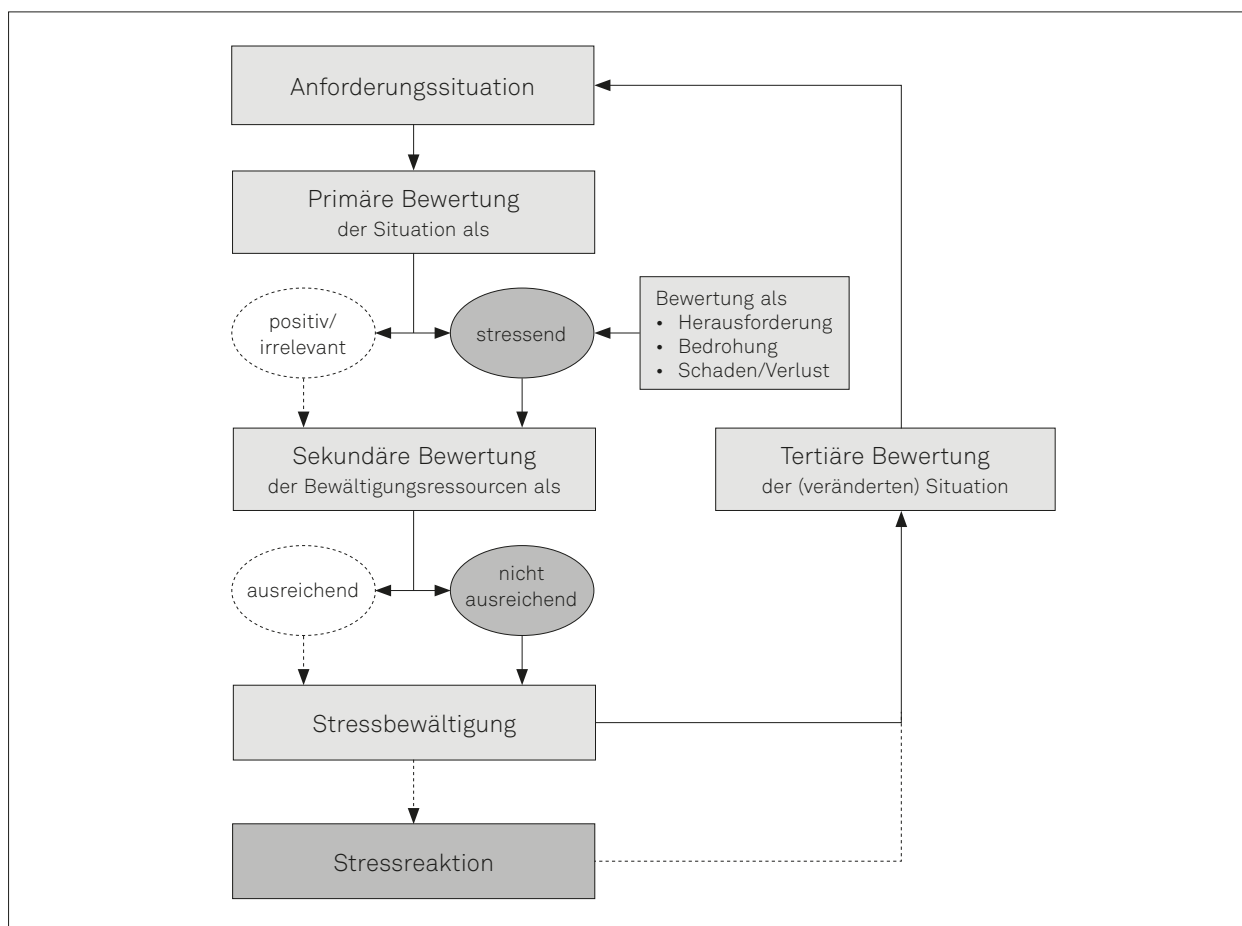 Anforderungssituation
Primäre Bewertung
der Situation als
positiv/
irrelevant
stressend
Bewertung als
• Herausforderung
• Bedrohung
• Schaden/Verlust
Sekundäre Bewertung
der Bewältigungsressourcen als
Tertiäre Bewertung
der (veränderten) Situation
ausreichend
nicht
ausreichend
Stressbewältigung
Stressreaktion